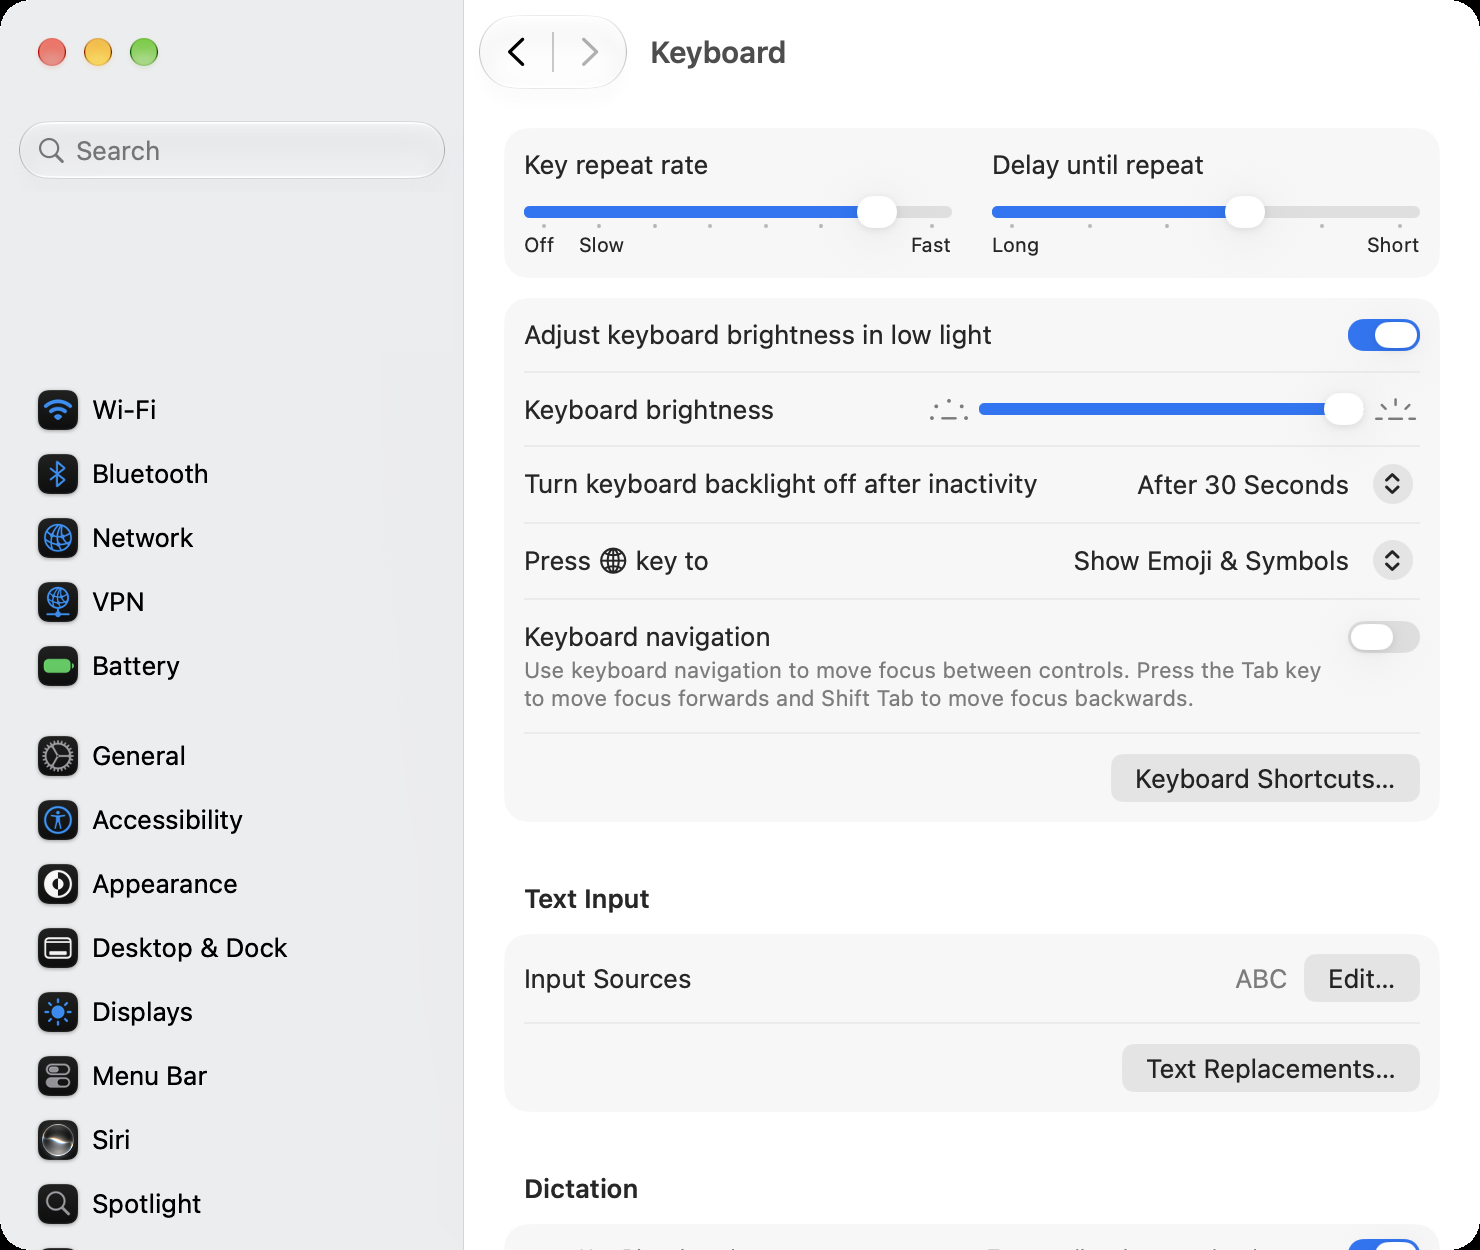 Keyboard
Search
Wi-Fi
Bluetooth
Network
VPN
Battery
General
Accessibility
Appearance
Desktop & Dock
Displays
Menu Bar
Siri
Spotlight
Key repeat rate
Off Slow Fast
Delay until repeat
Long Short
Adjust keyboard brightness in low light
Keyboard brightness
Turn keyboard backlight off after inactivity After 30 Seconds
Press key to Show Emoji & Symbols
Keyboard navigation
Use keyboard navigation to move focus between controls. Press the Tab key
to move focus forwards and Shift Tab to move focus backwards.
Keyboard Shortcuts...
Text Input
Input Sources ABC Edit...
Text Replacements...
Dictation